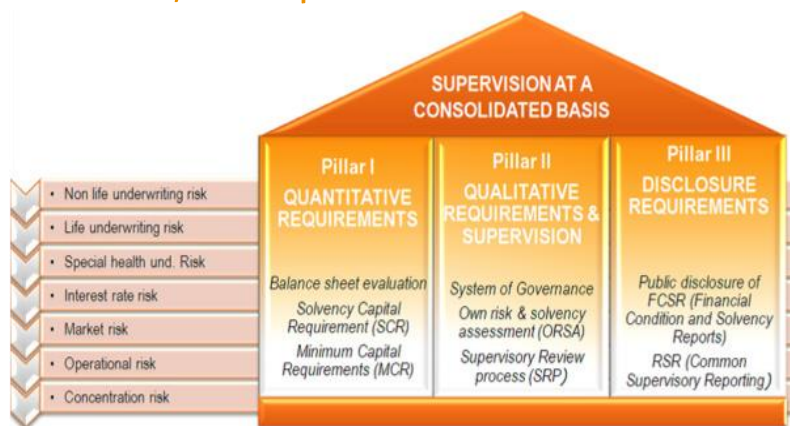 SUPERVISION AT A
CONSOLIDATED BASIS
• Non life underwriting risk
• Life underwriting risk
• Special health und. Risk
• Interest rate risk
• Market risk
• Operational risk
• Concentration risk
Pillar I
QUANTITATIVE
REQUIREMENTS
Balance sheet evaluation
Solvency Capital
Requirement (SCR)
Minimum Capital
Requirements (MCR)
Pillar II
QUALITATIVE
REQUIREMENTS &
SUPERVISION
System of Governance
Own risk & solvency
assessment (ORSA)
Supervisory Review
process (SRP)
Pillar III
DISCLOSURE
REQUIREMENTS
Public disclosure of
FCSR (Financial
Condition and Solvency
Reports)
RSR (Common
Supervisory Reporting)